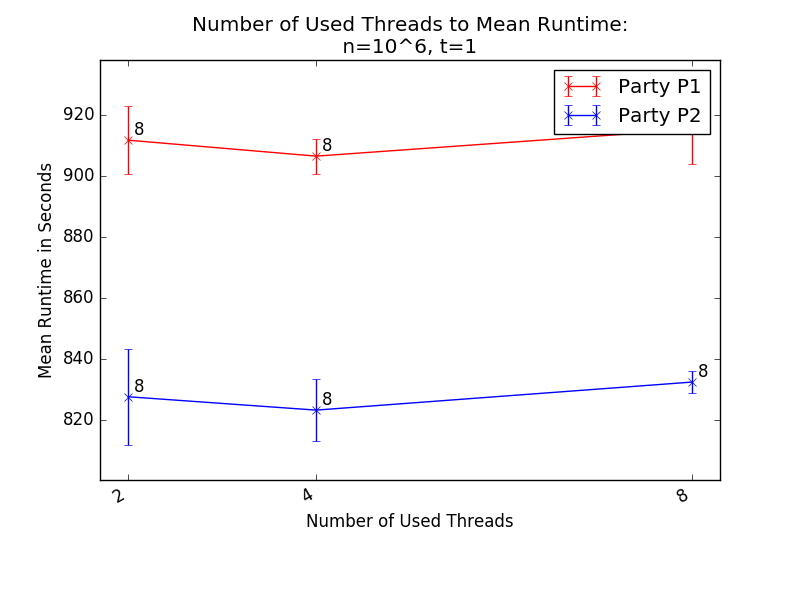 Number of Used Threads to Mean Runtime:
n=10^6, t=1
Party P1
Party P2
920
900
880
860
840
820
Mean Runtime in Seconds
8
8
8
8
8
2
4
8
Number of Used Threads